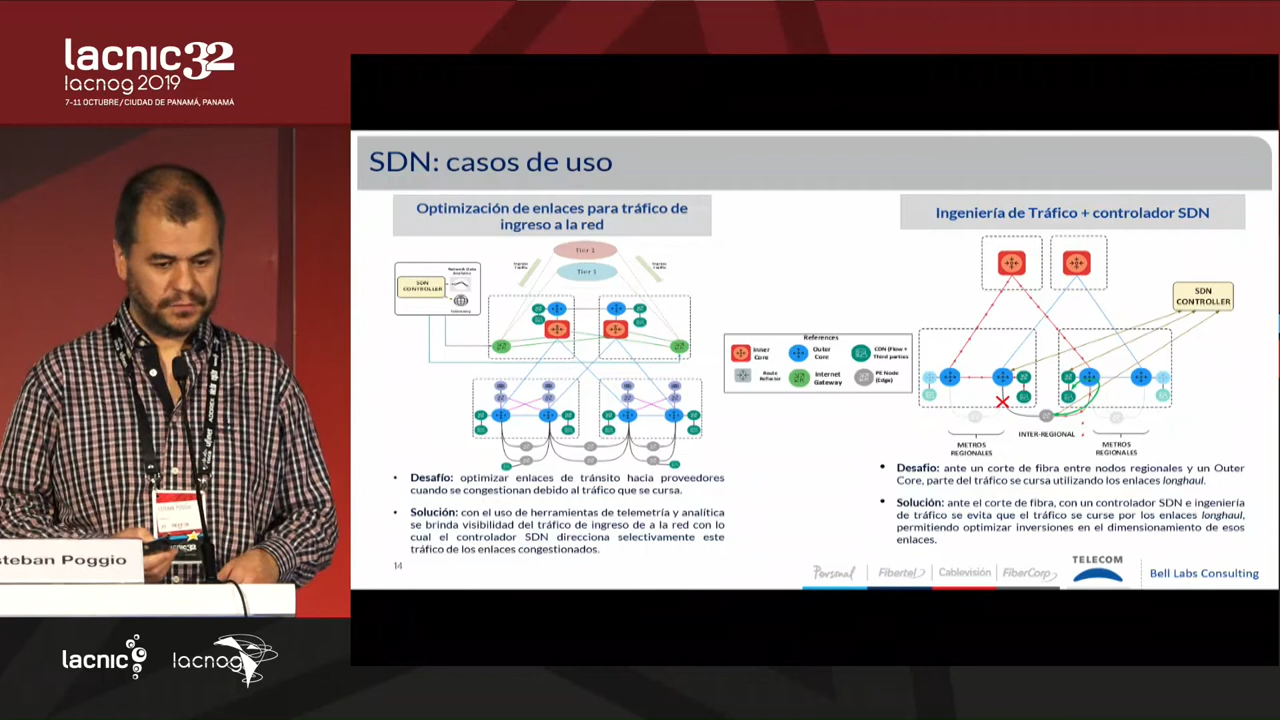 lacnic32
lacnog 2019
7-11 OCTUBRE / CIUDAD DE PANAMÁ, PANAMÁ
SDN: casos de uso
Optimización de enlaces para tráfico de
ingreso a la red
Tier 1
Tier 1
SDN
CONTROLLER
References
Inner
Core
Outer
Core
CDN (Flow +
Third parties
Route
Internet
Gateway
PE Node
(Edge)
Desafío: optimizar enlaces de tránsito hacia proveedores
cuando se congestionan debido al tráfico que se cursa.
Solución: con el uso de herramientas de telemetría y analítica
se brinda visibilidad del tráfico de ingreso de a la red con lo
cual el controlador SDN direcciona selectivamente este
tráfico de los enlaces congestionados.
Ingeniería de Tráfico + controlador SDN
SDN
CONTROLLER
METROS
REGIONALES
INTER-REGIONAL
METROS
REGIONALES
Desafío: ante un corte de fibra entre nodos regionales y un Outer
Core, parte del tráfico se cursa utilizando los enlaces longhaul.
Solución: ante el corte de fibra, con un controlador SDN e ingeniería
de tráfico se evita que el tráfico se curse por los enlaces longhaul,
permitiendo optimizar inversiones en el dimensionamiento de esos
enlaces.
14
Personal
Fibertel
Cablevisión
FiberCorp
TELECOM
Bell Labs Consulting
steban Poggio
lacnic
lacnog